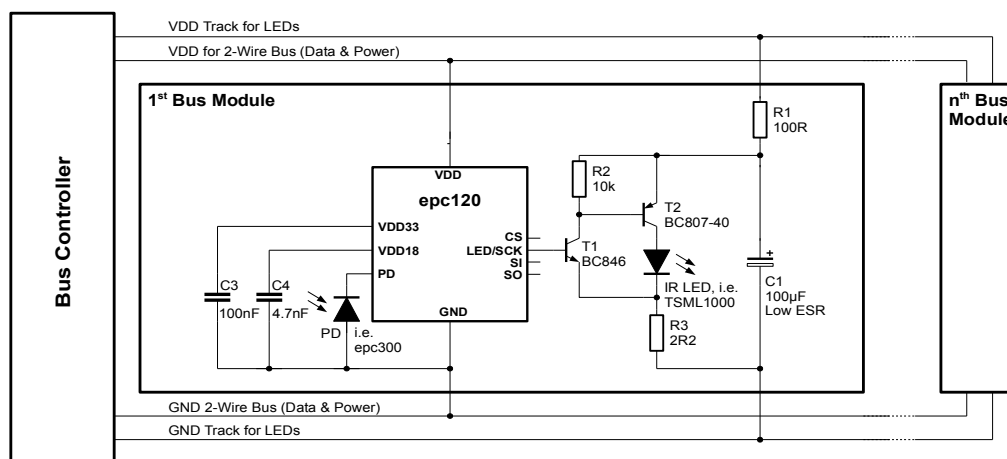 VDD Track for LEDs
VDD for 2-Wire Bus (Data & Power)
Bus Controller
1st Bus Module
nth Bus
Module
R1
100R
VDD
epc120
VDD33
VDD18
PD
GND
CS
LED/SCK
SI
SO
R2
10k
T1
BC846
T2
BC807-40
IR LED, i.e.
TSML1000
R3
2R2
+
C1
100µF
Low ESR
C3
100nF
C4
4.7nF
PD
i.e.
epc300
GND 2-Wire Bus (Data & Power)
GND Track for LEDs